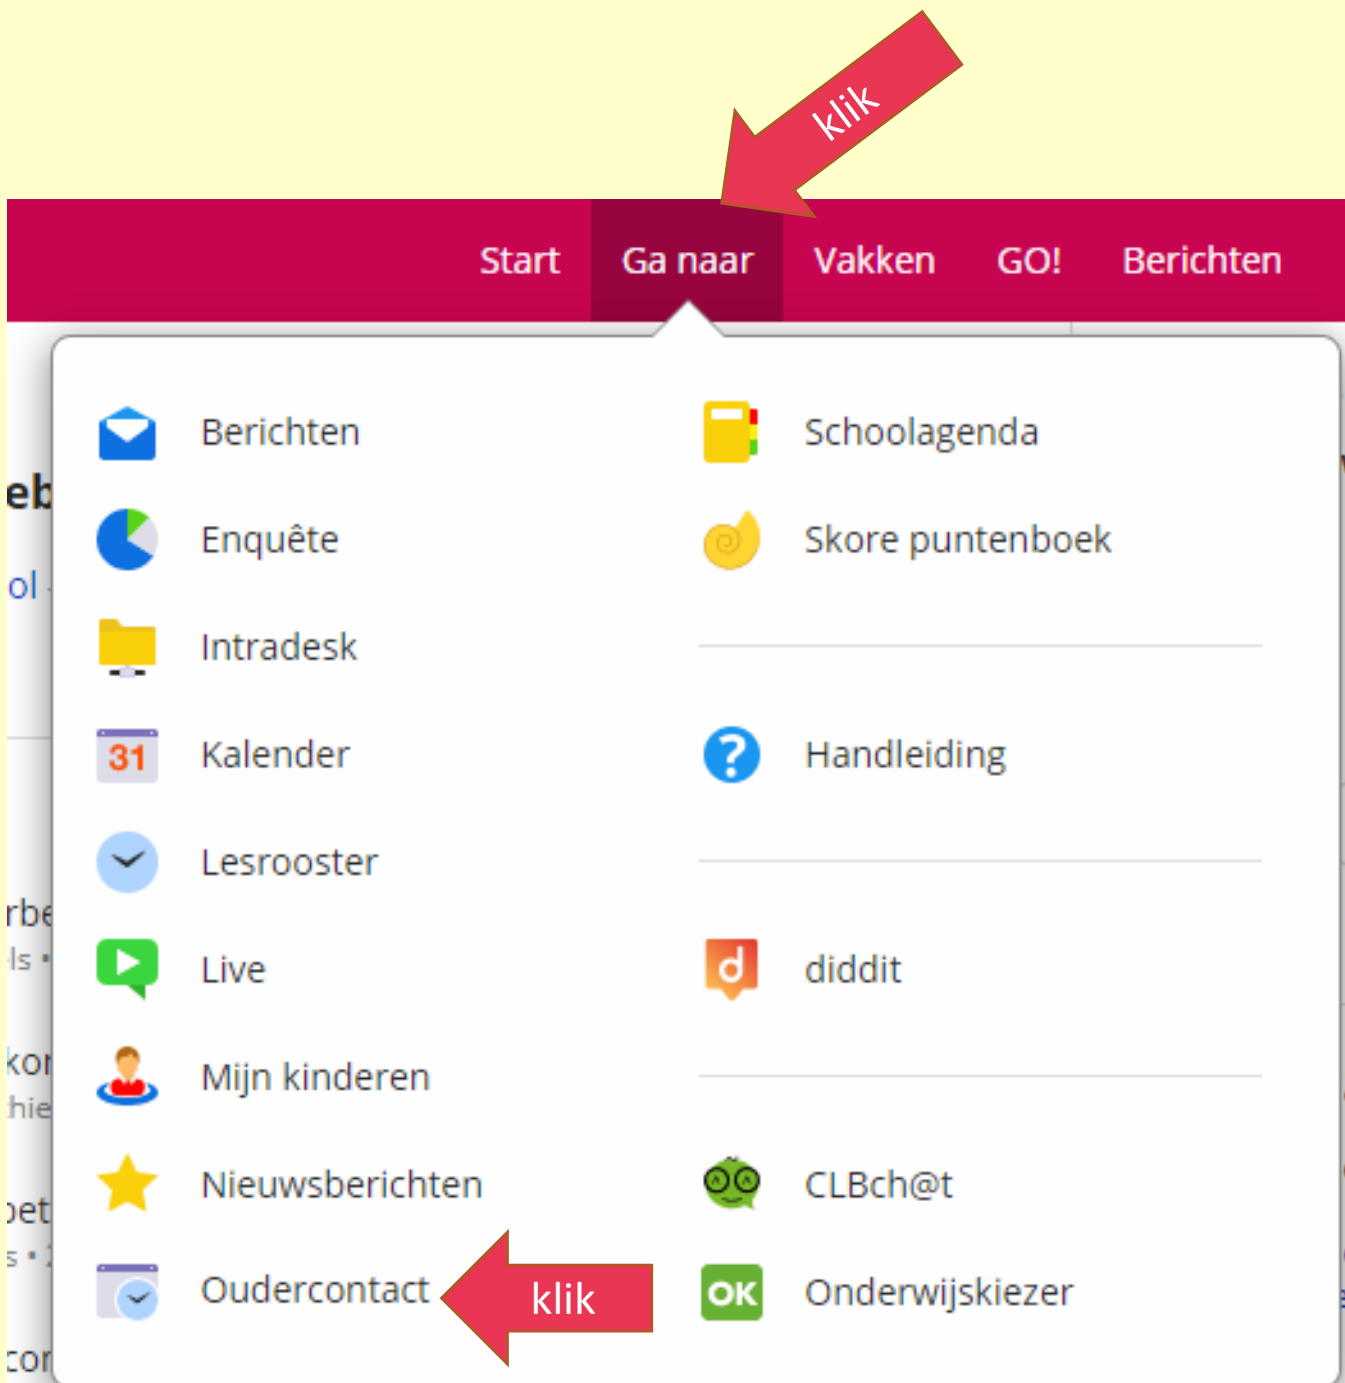 klik
Start Ga naar Vakken GO! Berichten
Berichten
Enquête
Intradesk
31 Kalender
Lesrooster
Live
Mijn kinderen
Nieuwsberichten
Oudercontact
klik
Schoolagenda
Skore puntenboek
? Handleiding
d diddit
CLBch@t
OK Onderwijskiezer